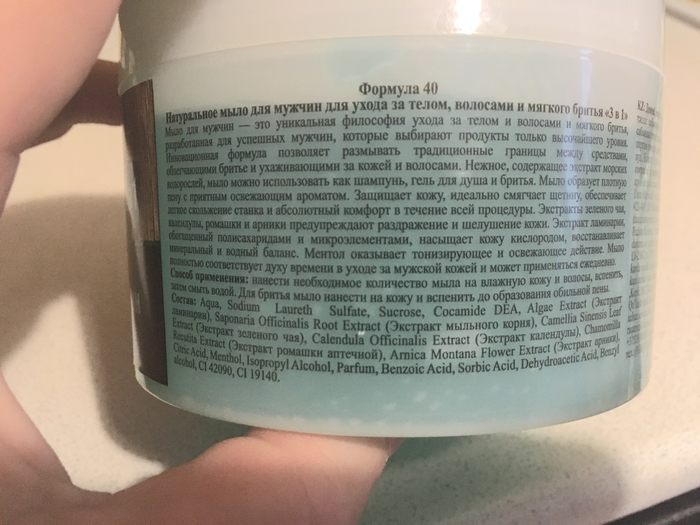 Формула 40
Натуральное мыло для мужчин для ухода за телом, волосами и мягкого бритья «3 в 1»
Мыло для мужчин — это уникальная философия ухода за телом и волосами и мягкого бритья,
разработанная для успешных мужчин, которые выбирают продукты только высочайшего уровня.
Инновационная формула позволяет размывать традиционные границы между средствами,
облегчающими бритье и ухаживающими за кожей и волосами. Нежное, содержащее экстракт морских
водорослей, мыло можно использовать как шампунь, гель для душа и бритья. Мыло образует плотную
пену с приятным освежающим ароматом. Защищает кожу, идеально смягчает щетину, обеспечивает
легкое скольжение станка и абсолютный комфорт в течение всей процедуры. Экстракты зеленого чая,
календулы, ромашки и арники предупреждают раздражение и шелушение кожи. Экстракт ламинарии,
обогащенный полисахаридами и микроэлементами, насыщает кожу кислородом, восстанавливает
минеральный и водный баланс. Ментол оказывает тонизирующее и освежающее действие. Мыло
полностью соответствует духу времени в уходе за мужской кожей и может применяться ежедневно.
Способ применения: нанести необходимое количество мыла на влажную кожу и волосы, вспенить,
затем смыть водой. Для бритья мыло нанести на кожу и вспенить до образования обильной пены.
Состав: Aqua, Sodium Laureth Sulfate, Sucrose, Cocamide DEA, Algae Extract (Экстракт
ламинарии), Saponaria Officinalis Root Extract (Экстракт мыльного корня), Camellia Sinensis Leaf
Extract (Экстракт зеленого чая), Calendula Officinalis Extract (Экстракт календулы), Chamomilla
Recutita Extract (Экстракт ромашки аптечной), Arnica Montana Flower Extract (Экстракт арники),
Citric Acid, Menthol, Isopropyl Alcohol, Parfum, Benzoic Acid, Sorbic Acid, Dehydroacetic Acid, Benzyl
alcohol, CI 42090, CI 19140.
KZ: